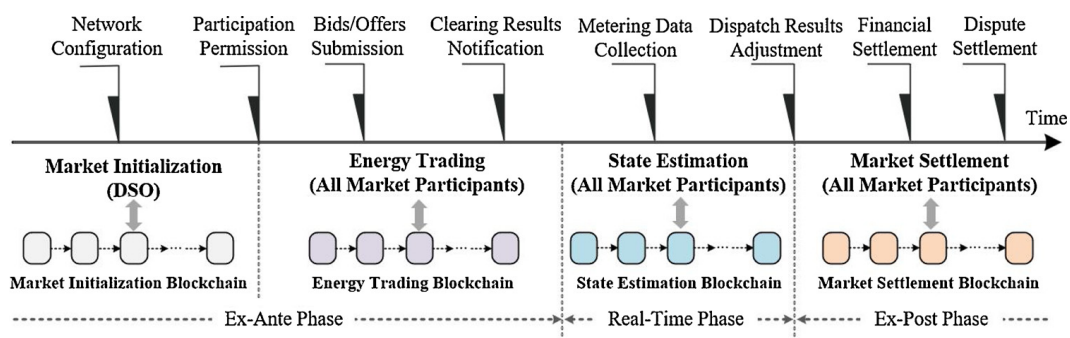 Network
Configuration
Participation
Permission
Bids/Offers
Submission
Clearing Results
Notification
Metering Data
Collection
Dispatch Results
Adjustment
Financial
Settlement
Dispute
Settlement
Time
Market Initialization
(DSO)
Energy Trading
(All Market Participants)
State Estimation
(All Market Participants)
Market Settlement
(All Market Participants)
Market Initialization Blockchain
Energy Trading Blockchain
State Estimation Blockchain
Market Settlement Blockchain
Ex-Ante Phase
Real-Time Phase
Ex-Post Phase